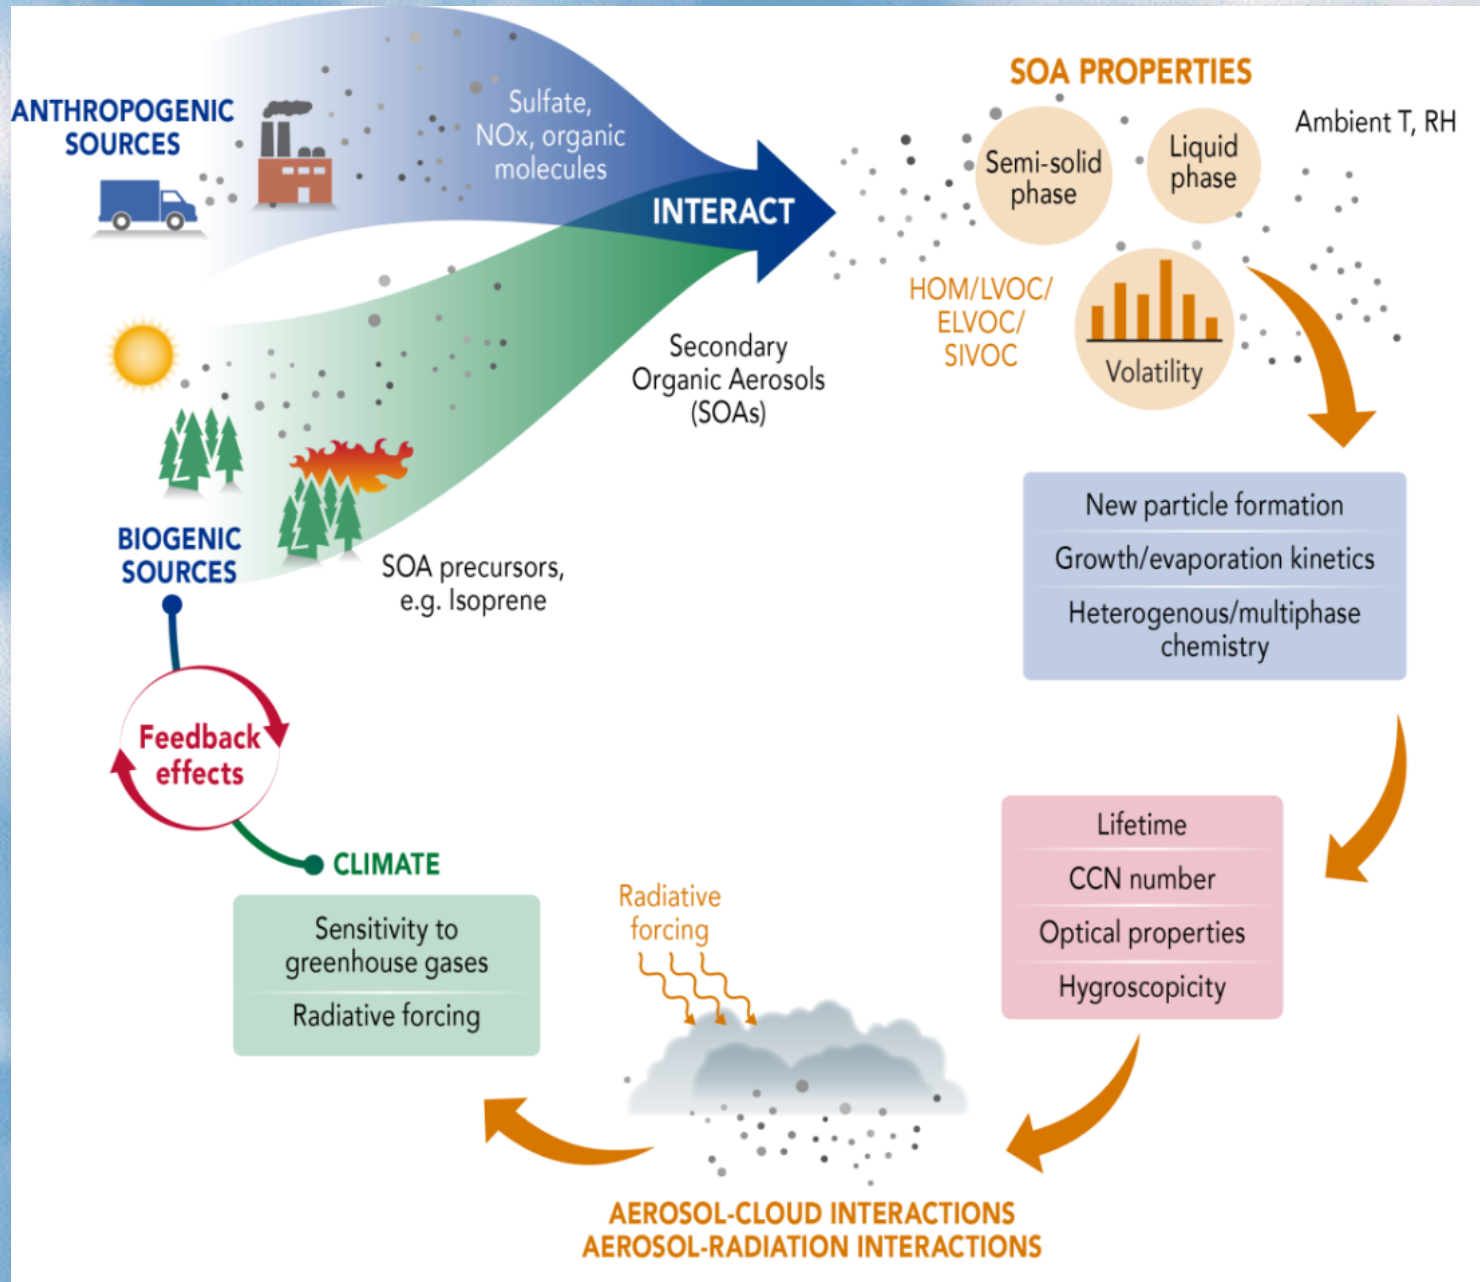 ANTHROPOGENIC
SOURCES
Sulfate,
NOx, organic
molecules
INTERACT
SOA PROPERTIES
Semi-solid
phase
Liquid
phase
Ambient T, RH
HOM/LVOC/
ELVOC/
SIVOC
Volatility
Secondary
Organic Aerosols
(SOAs)
BIOGENIC
SOURCES
SOA precursors,
e.g. Isoprene
New particle formation
Growth/evaporation kinetics
Heterogenous/multiphase
chemistry
Feedback
effects
Lifetime
CCN number
Optical properties
Hygroscopicity
CLIMATE
Sensitivity to
greenhouse gases
Radiative forcing
Radiative
forcing
AEROSOL-CLOUD INTERACTIONS
AEROSOL-RADIATION INTERACTIONS